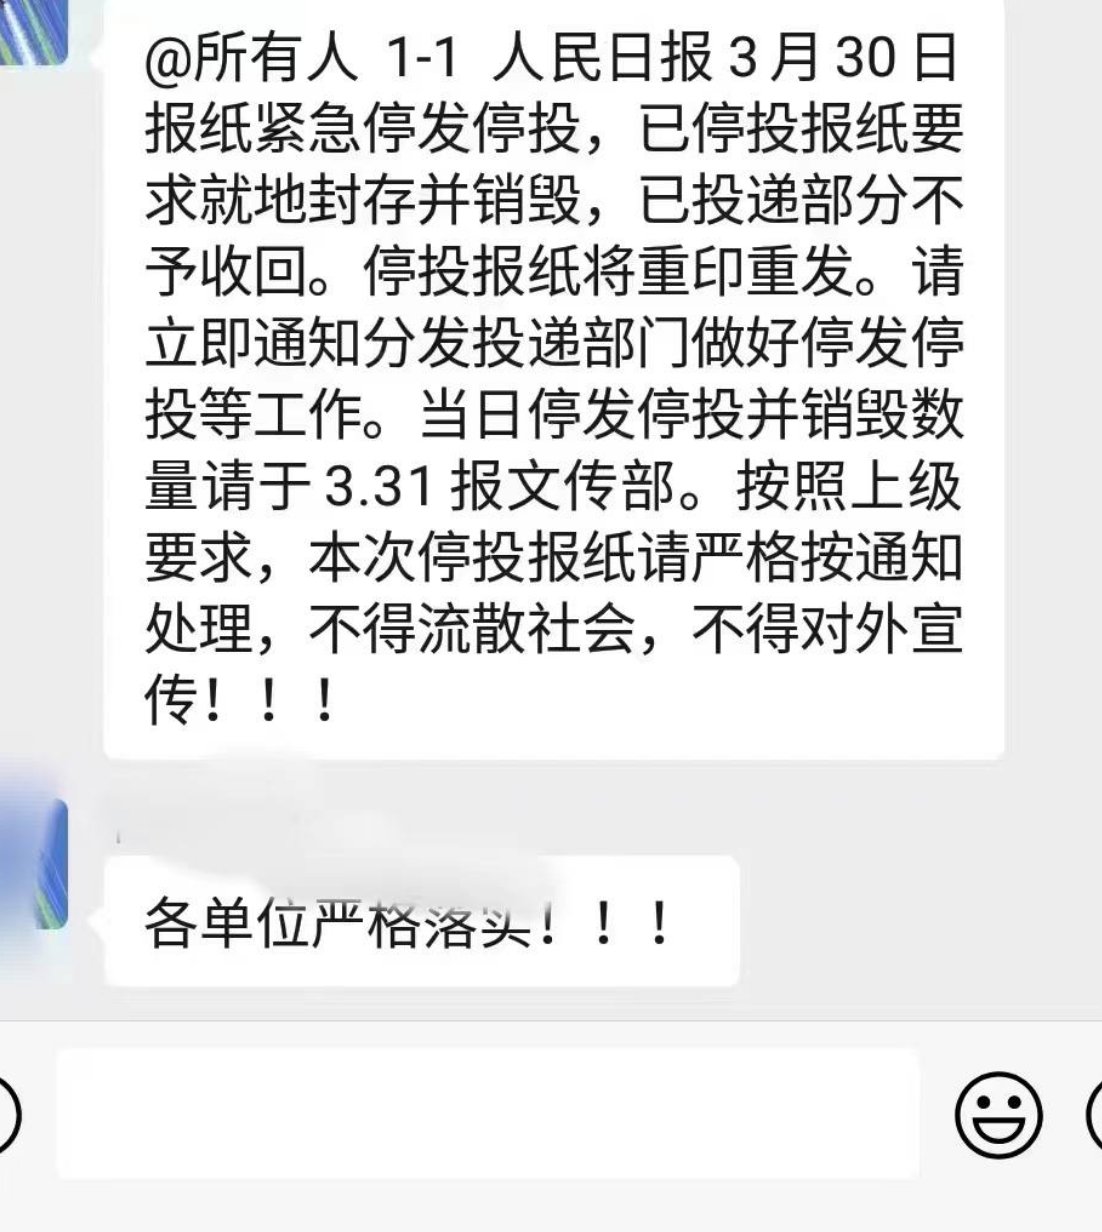 @所有人 1-1 人民日报3月30日
报纸紧急停发停投，已停投报纸要
求就地封存并销毁，已投递部分不
予收回。停投报纸将重印重发。请
立即通知分发投递部门做好停发停
投等工作。当日停发停投并销毁数
量请于3.31报文传部。按照上级
要求，本次停投报纸请严格按通知
处理，不得流散社会，不得对外宣
传！！！
各单位严格落实！！！